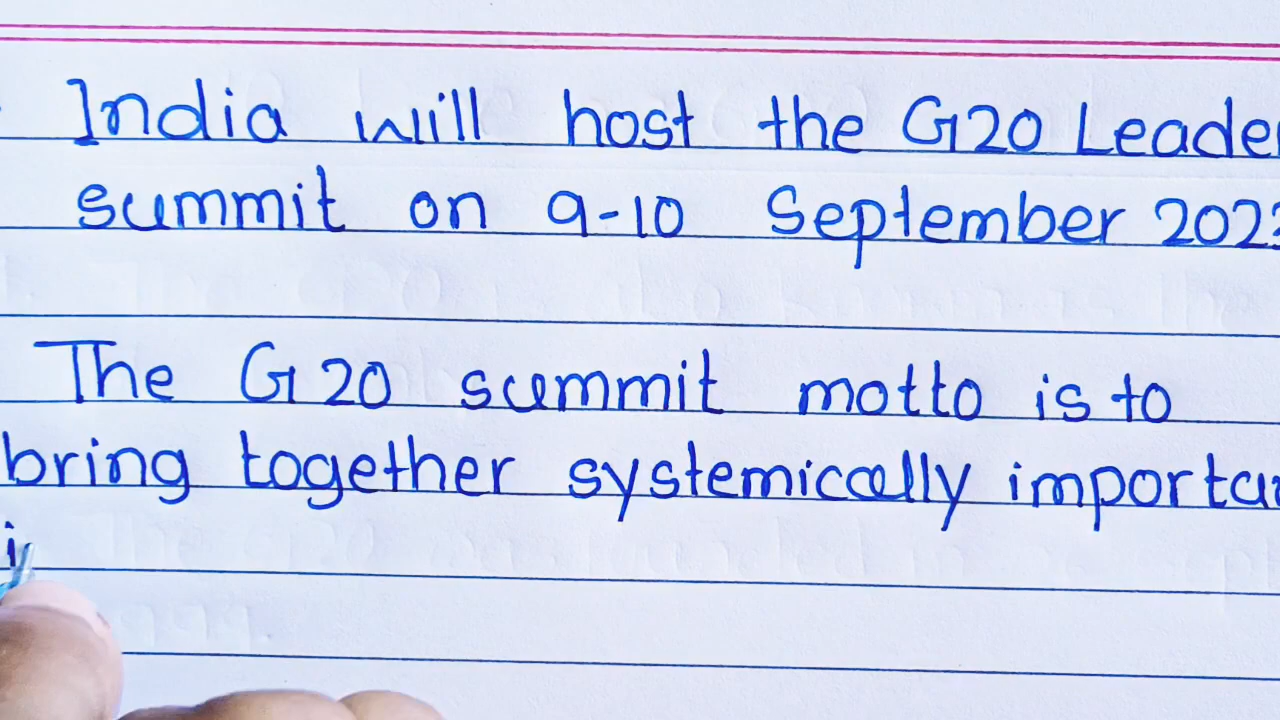 India will host the G20 Leader
summit on 9-10 September 202
The G20 summit motto is to
bring together systemically importa
i